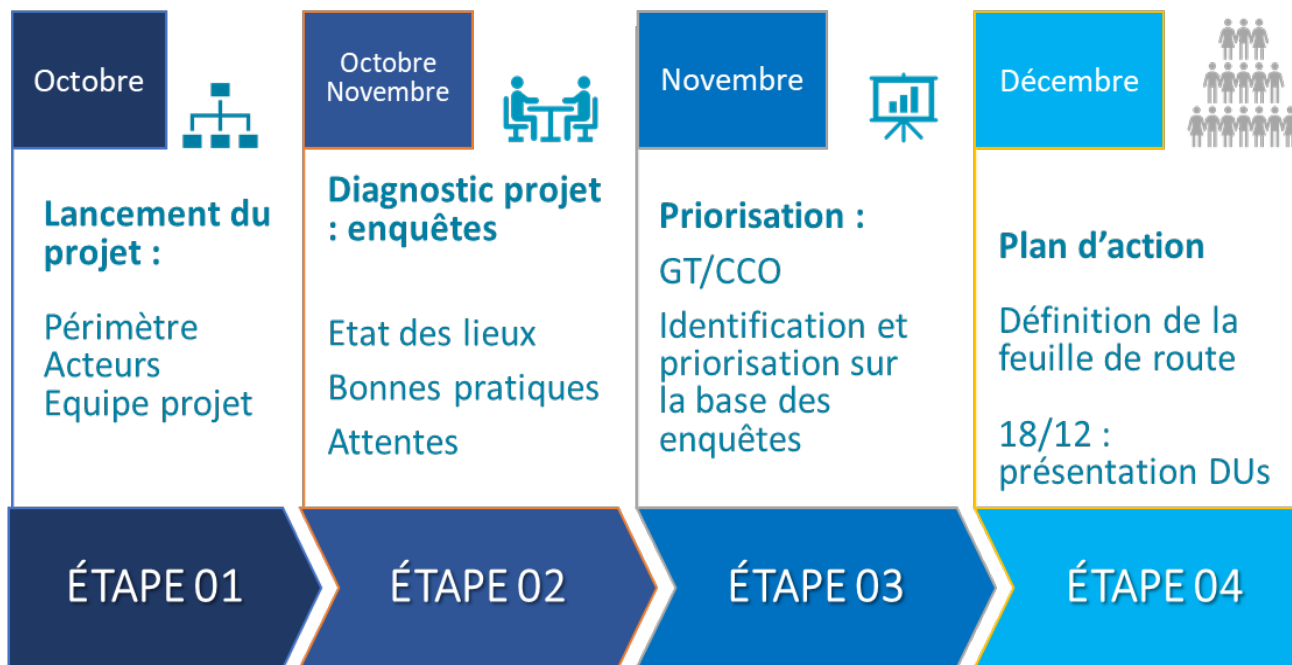 Octobre
Lancement du
projet :
Périmètre
Acteurs
Equipe projet
ÉTAPE 01
Octobre
Novembre
Diagnostic projet
: enquêtes
Etat des lieux
Bonnes pratiques
Attentes
ÉTAPE 02
Novembre
Priorisation :
GT/CCO
Identification et
priorisation sur
la base des
enquêtes
ÉTAPE 03
Décembre
Plan d’action
Définition de la
feuille de route
18/12 :
présentation DUs
ÉTAPE 04